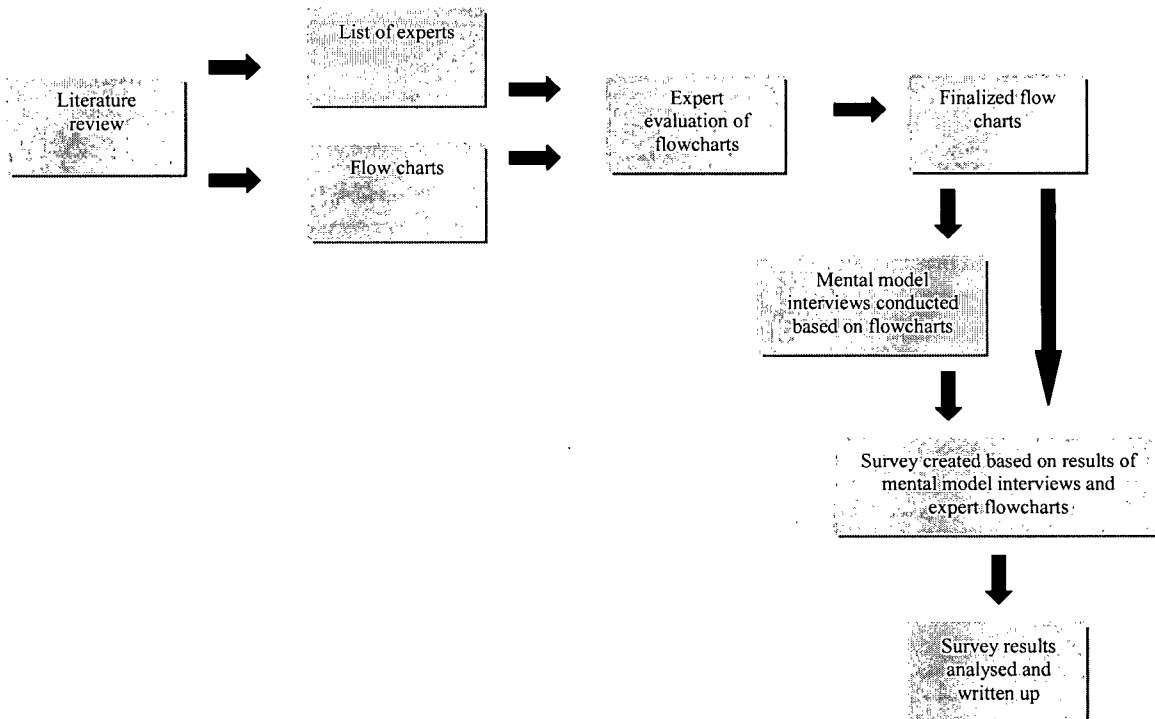 Literature
review
List of experts
Flow charts
Expert
evaluation of
flowcharts
Finalized flow
charts
Mental model
interviews conducted
based on flowcharts
Survey created based on results of
mental model interviews and
expert flowcharts
Survey results
analysed and
written up